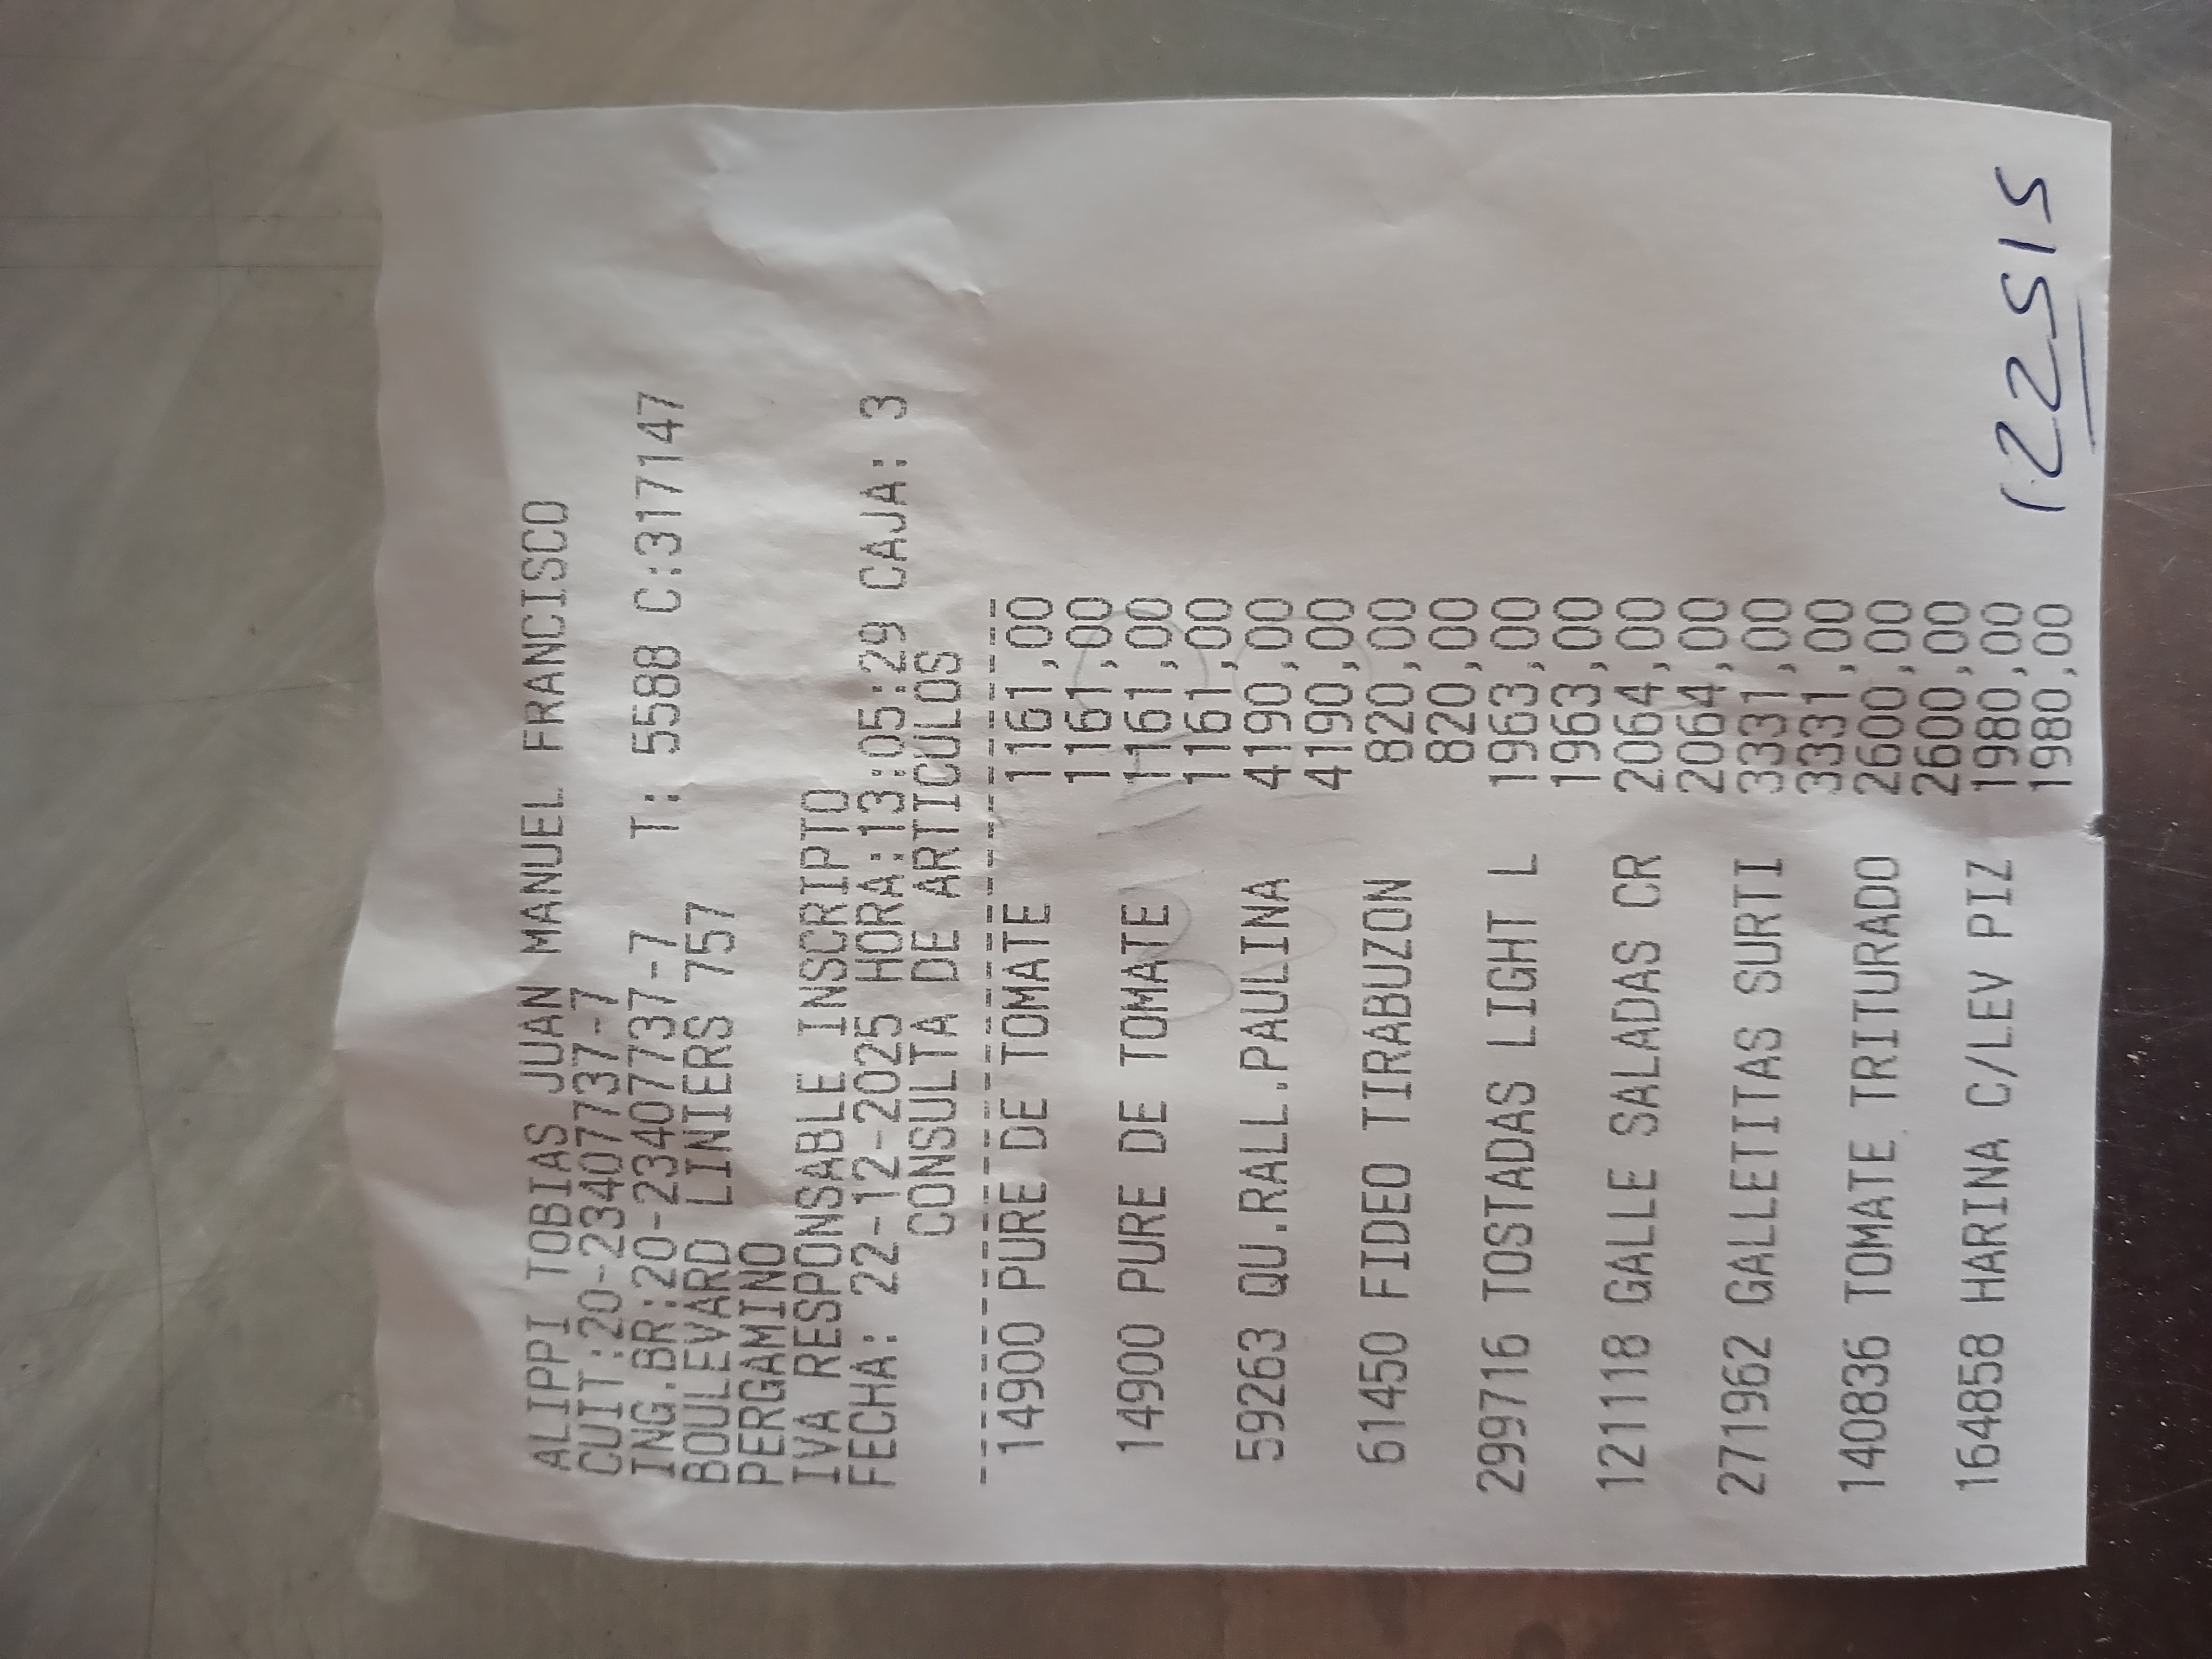 ALIPPI TOBIAS JUAN MANUEL FRANCISCO
CUIT:20-23407737-7
ING.BR:20-23407737-7 T: 5588 C:317147
BOULEVARD LINIERS 757
PERGAMINO
IVA RESPONSABLE INSCRIPTO
FECHA: 22-12-2025 HORA:13:05:29 CAJA: 3
CONSULTA DE ARTICULOS
14900 PURE DE TOMATE 1161,00
1161,00
14900 PURE DE TOMATE 1161,00
1161,00
59263 QU.RALL.PAULINA 4190,00
4190,00
61450 FIDEO TIRABUZON 820,00
820,00
299716 TOSTADAS LIGHT L 1963,00
1963,00
121118 GALLE SALADAS CR 2064,00
2064,00
271962 GALLETITAS SURTI 3331,00
3331,00
140836 TOMATE TRITURADO 2600,00
2600,00
164858 HARINA C/LEV PIZ 1980,00
1980,00